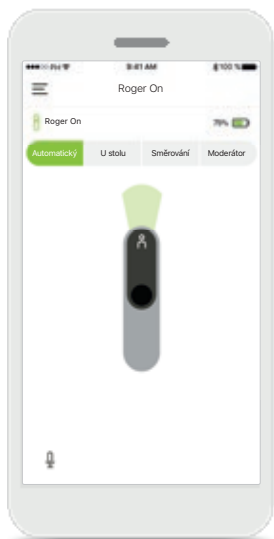 9:41 AM 100 %
Roger On
Roger On 79%
Automatický U stolu Směrování Moderátor